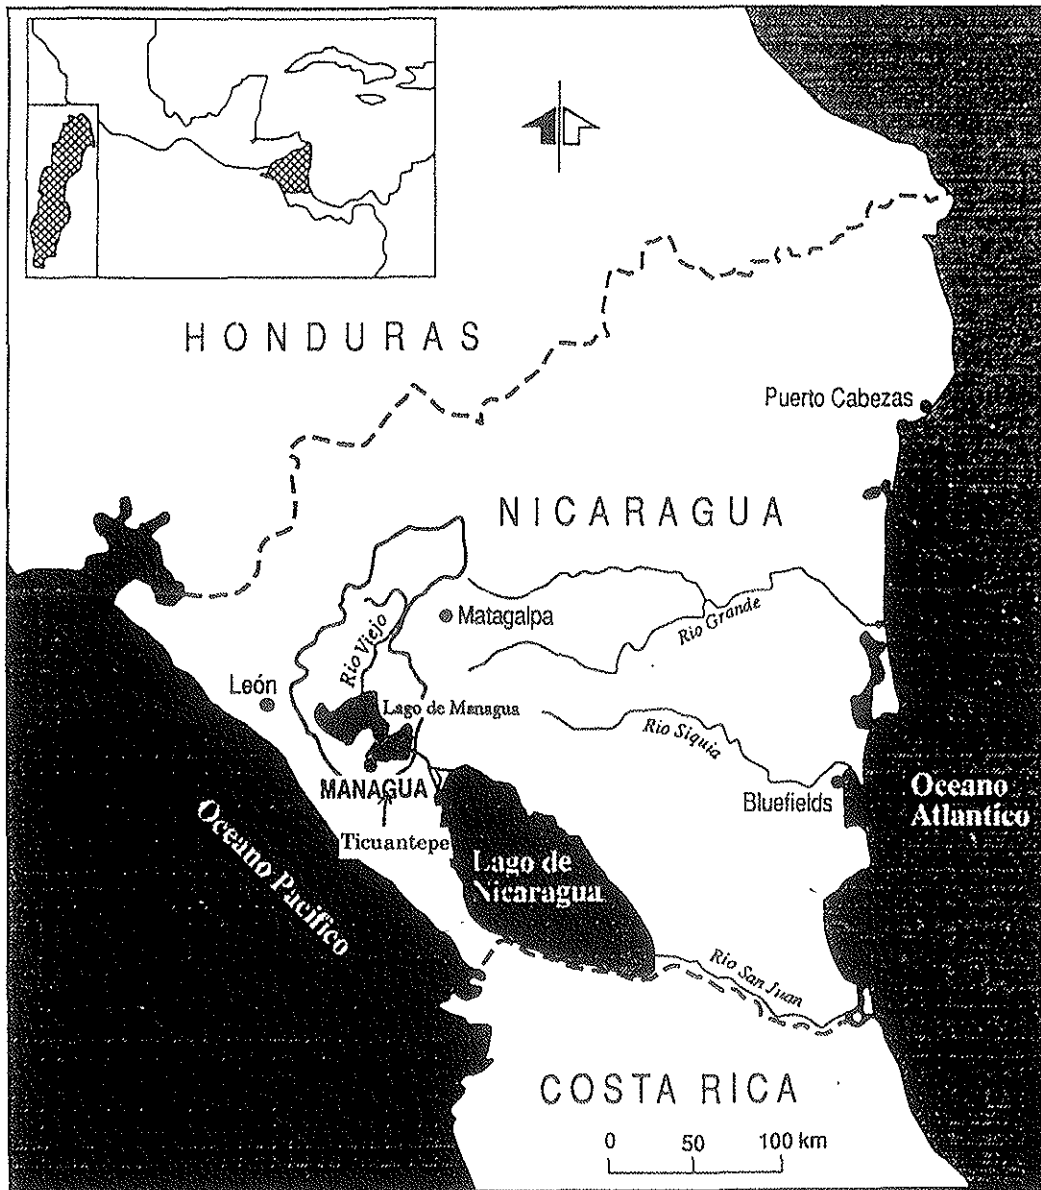 HONDURAS
Puerto Cabezas
NICARAGUA
Matagalpa
Rio Grande
Rio Viejo
León
Lago de Managua
Rio Siquia
MANAGUA
Bluefields
Oceano
Atlantico
Ticuantepe
Lago de
Nicaragua
Oceano Pacifico
Rio San Juan
COSTA RICA
0 50 100 km